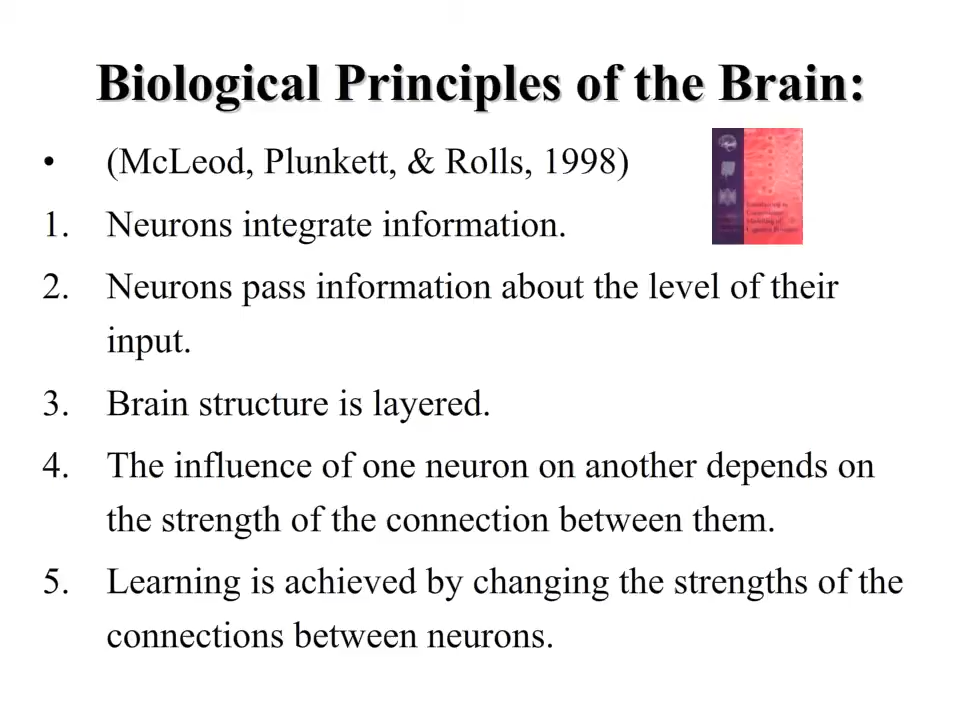 Biological Principles of the Brain:
• (McLeod, Plunkett, & Rolls, 1998)
1. Neurons integrate information.
2. Neurons pass information about the level of their
input.
3. Brain structure is layered.
4. The influence of one neuron on another depends on
the strength of the connection between them.
5. Learning is achieved by changing the strengths of the
connections between neurons.